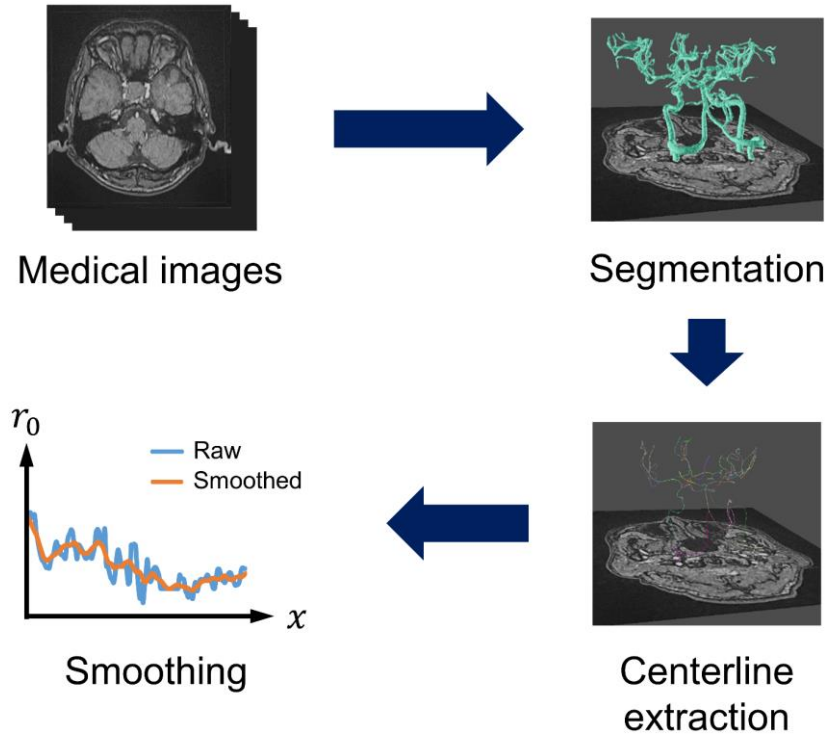 Medical images
Segmentation
r₀
Raw
Smoothed
x
Smoothing
Centerline
extraction